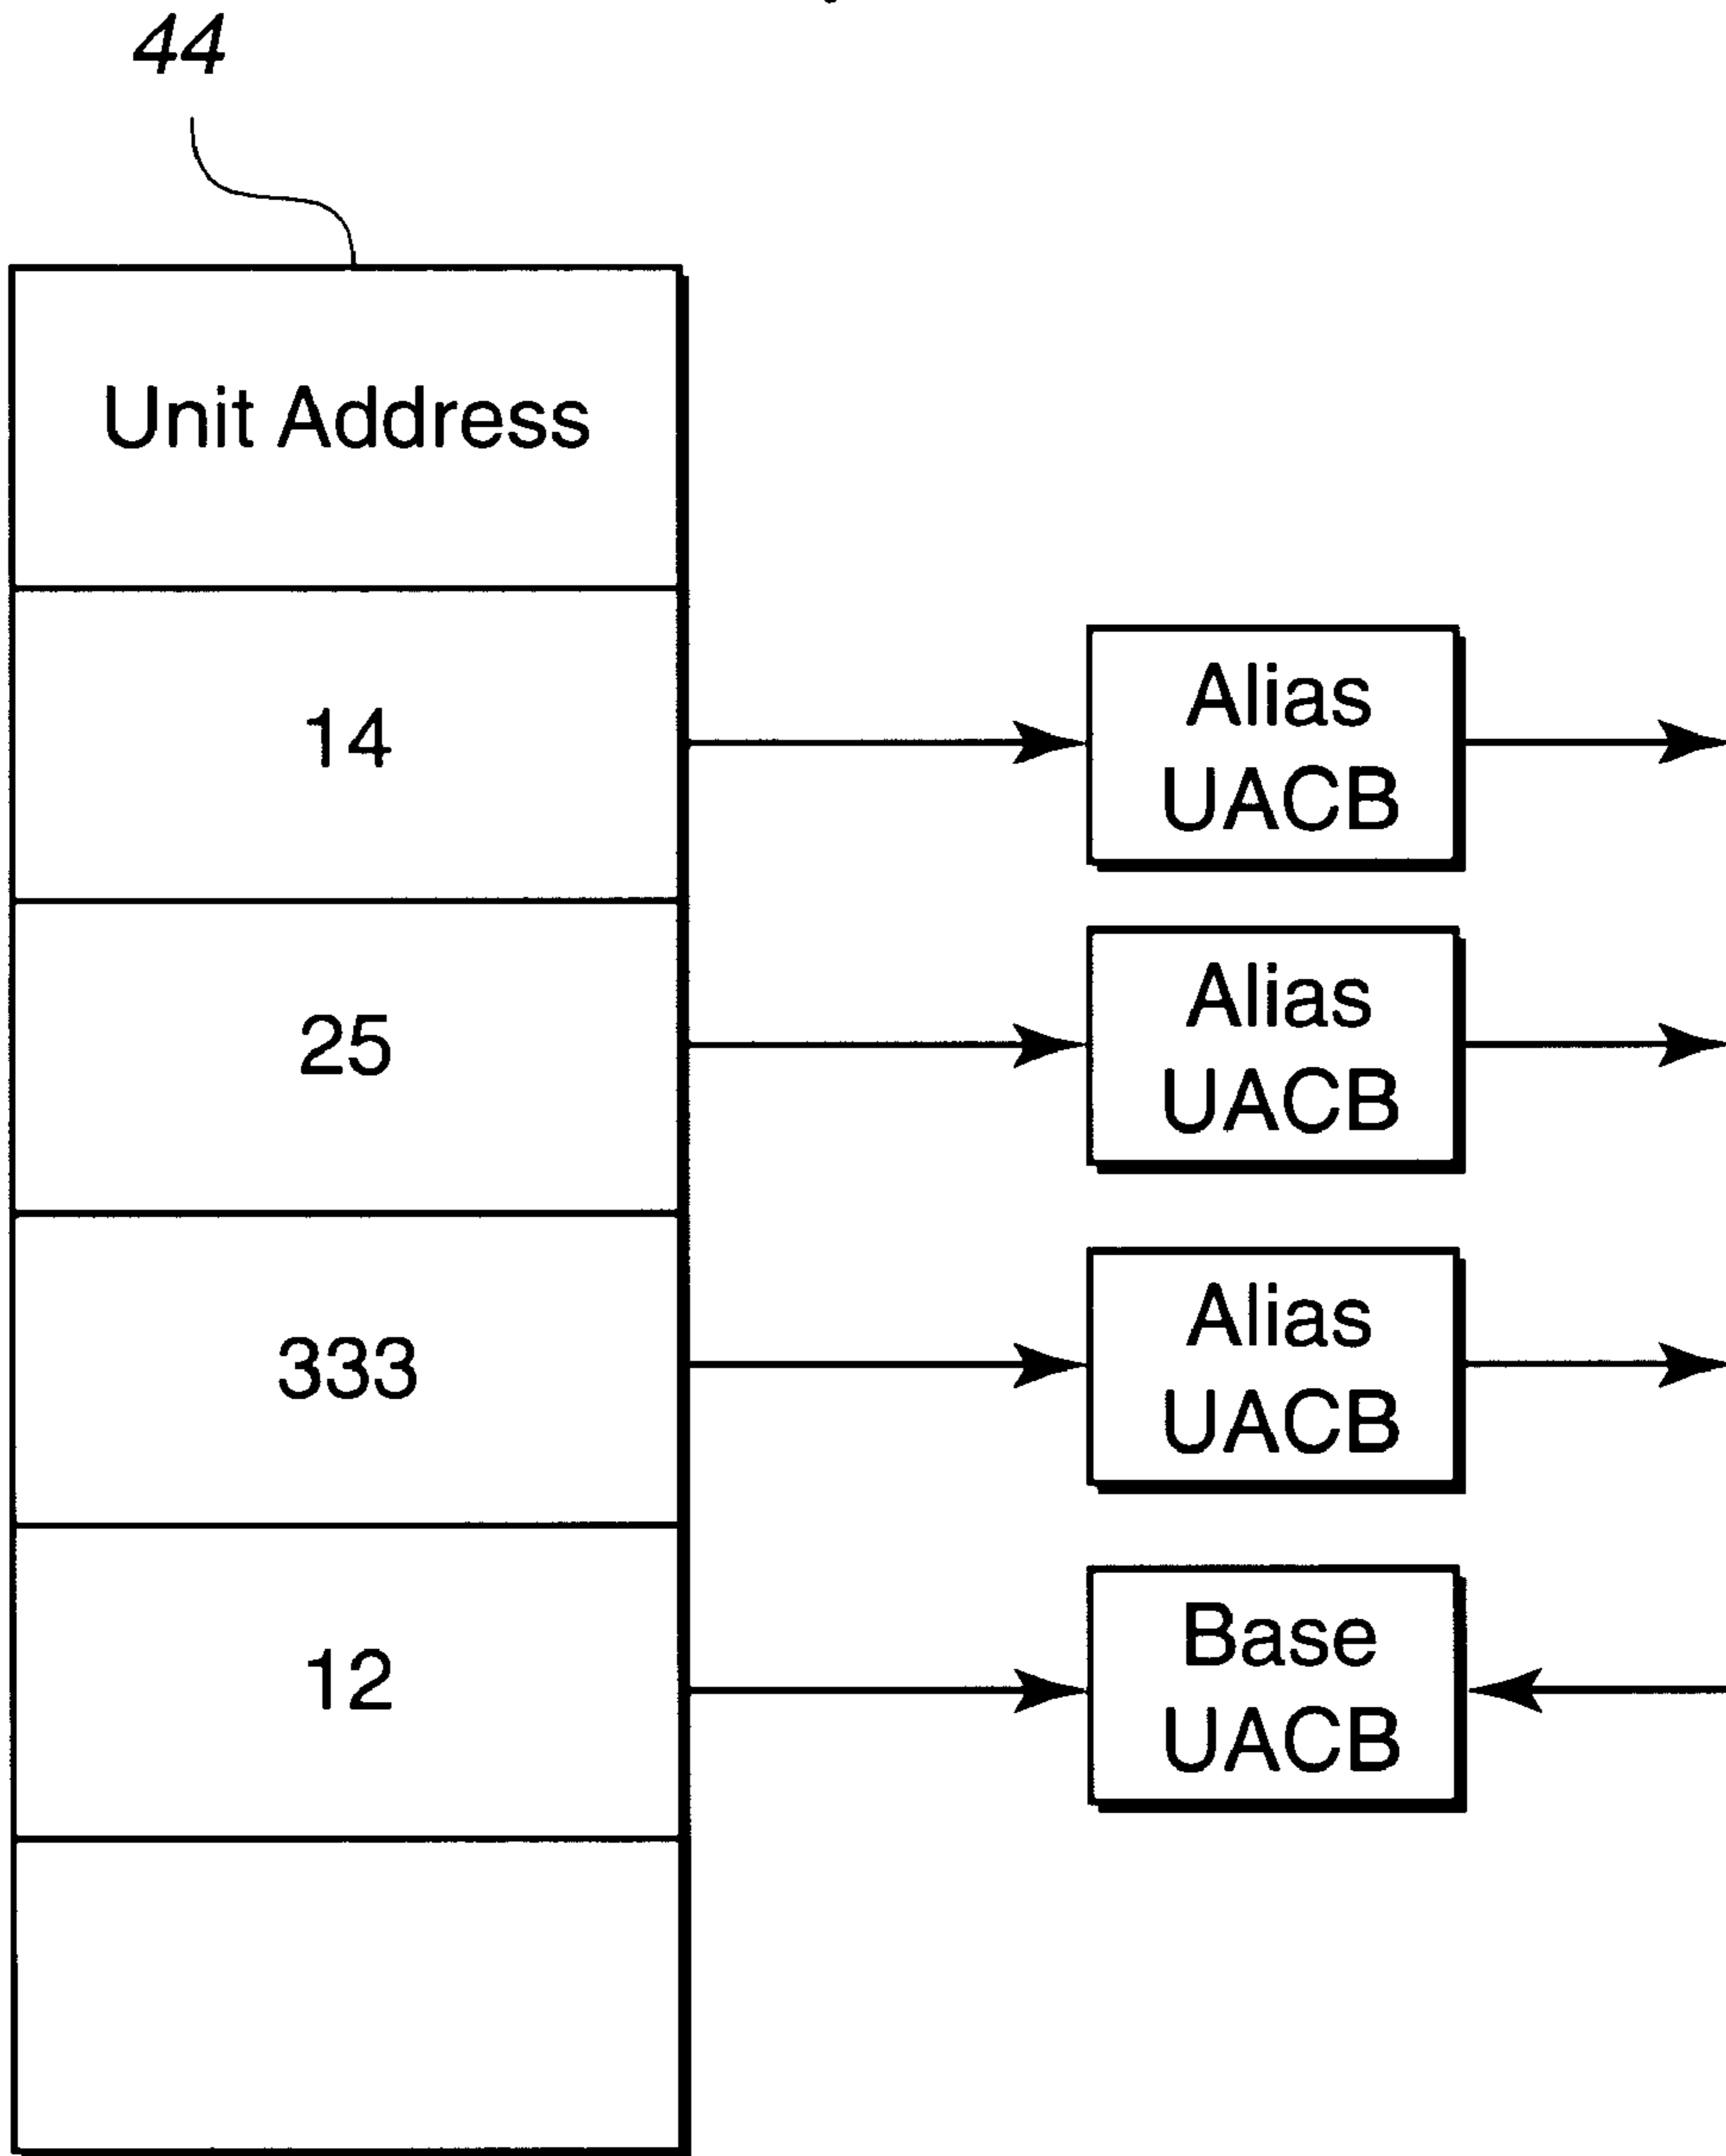 44
Unit Address
14
Alias
UACB
25
Alias
UACB
333
Alias
UACB
12
Base
UACB